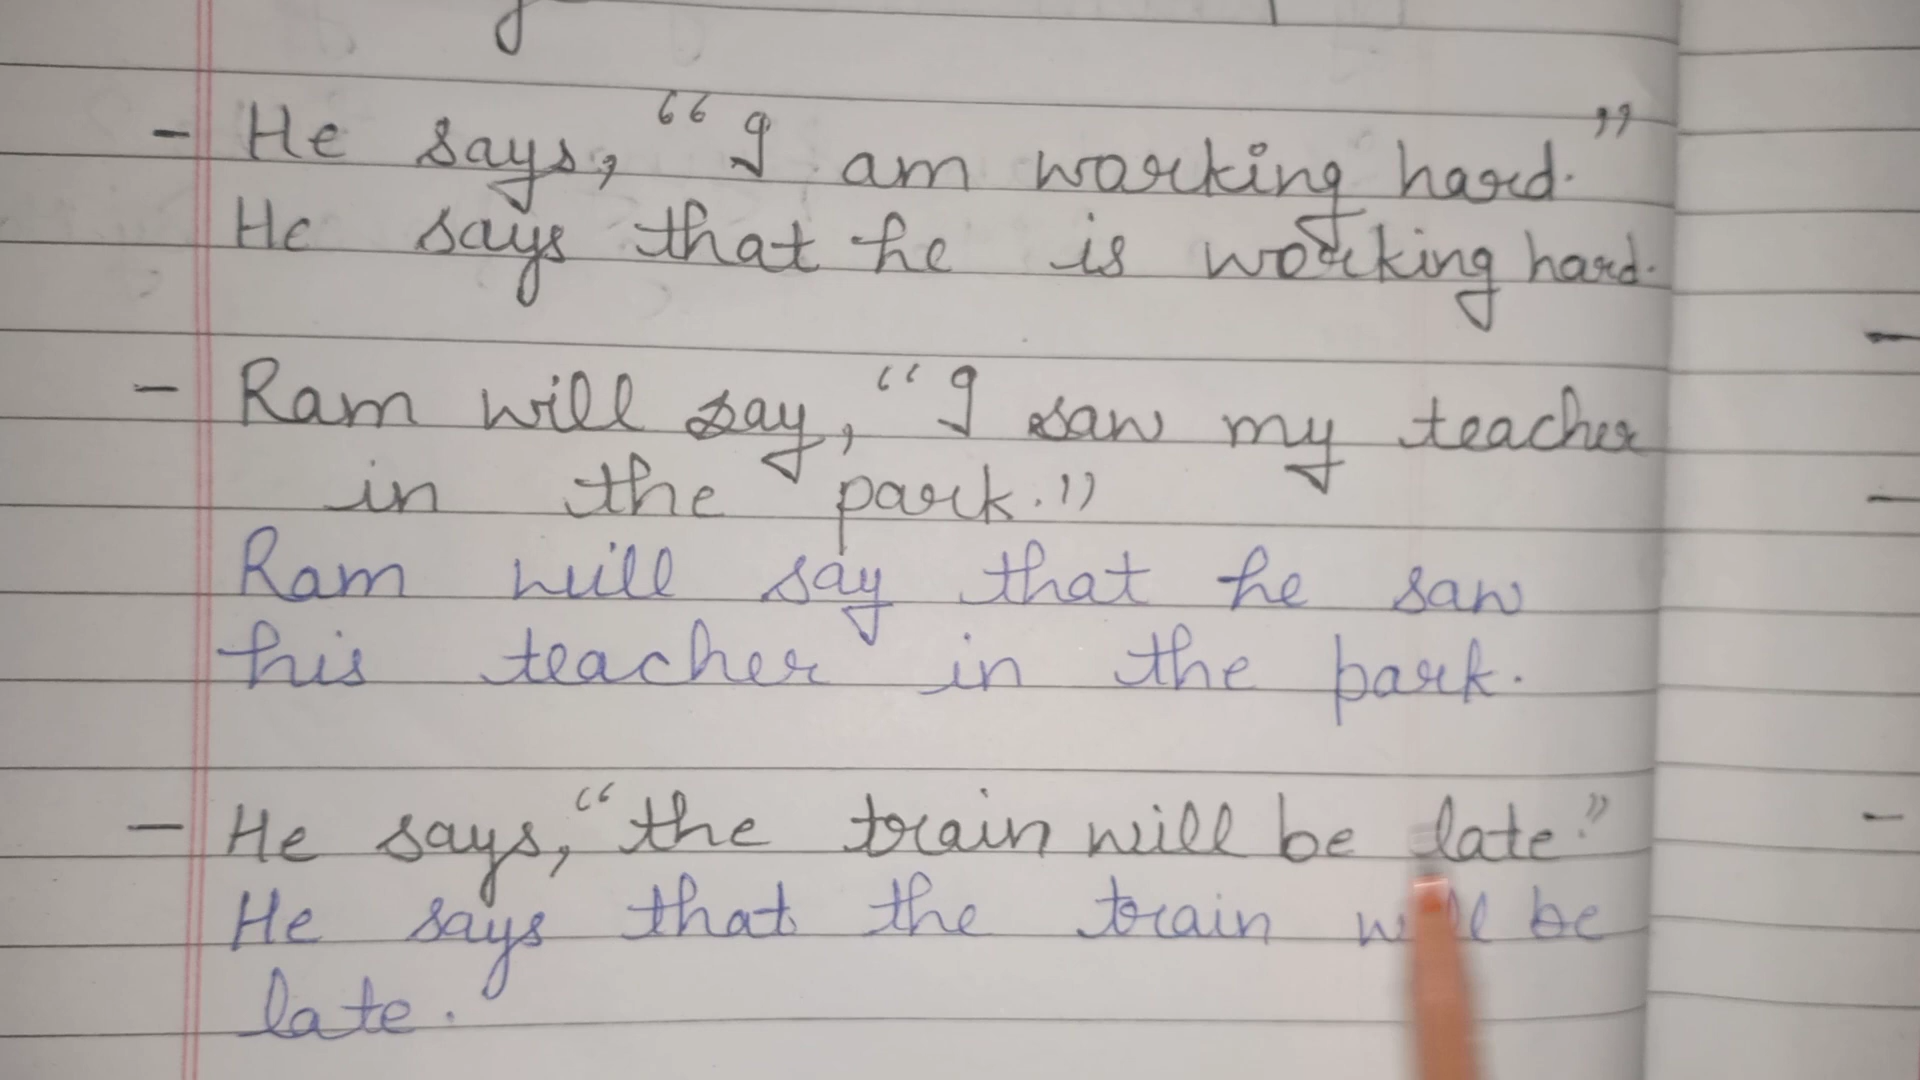 - He says, “I am working hard.”
He says that he is working hard.
- Ram will say, “I saw my teacher
in the park.”
Ram will say that he saw
his teacher in the park.
- He says, “the train will be late.”
He says that the train will be
late.